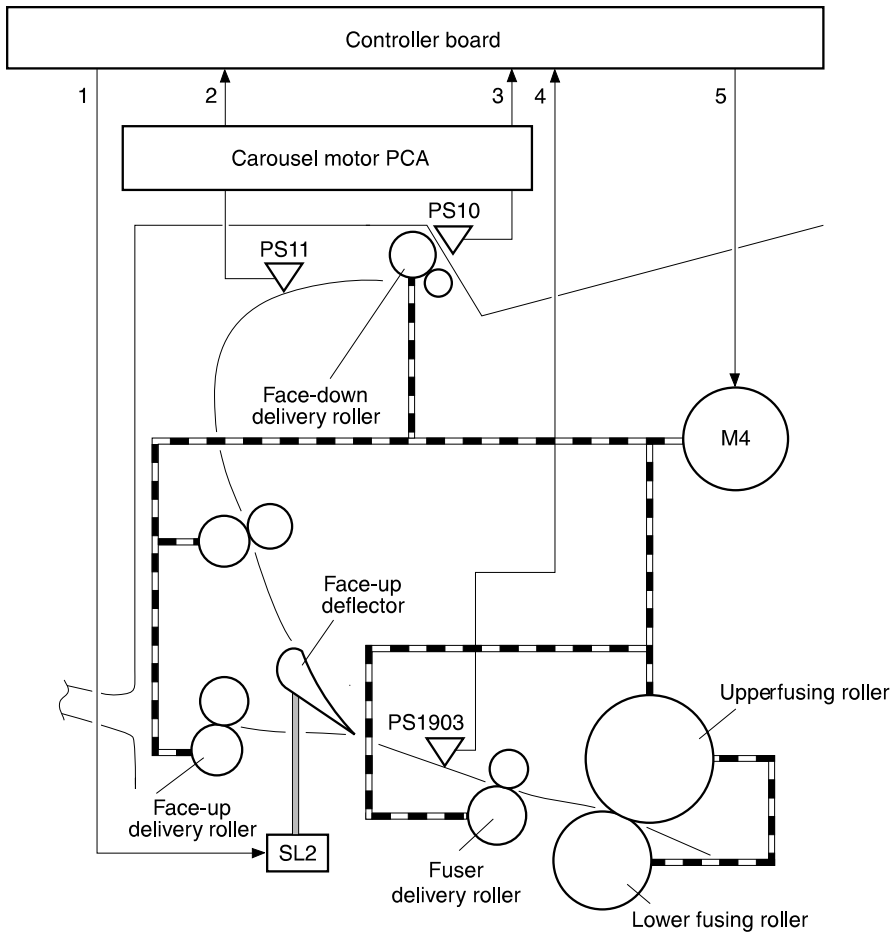 Controller board
1
2
3
4
5
Carousel motor PCA
PS10
PS11
Face-down
delivery roller
M4
Face-up
deflector
Upperfusing roller
PS1903
Face-up
delivery roller
SL2
Fuser
delivery roller
Lower fusing roller